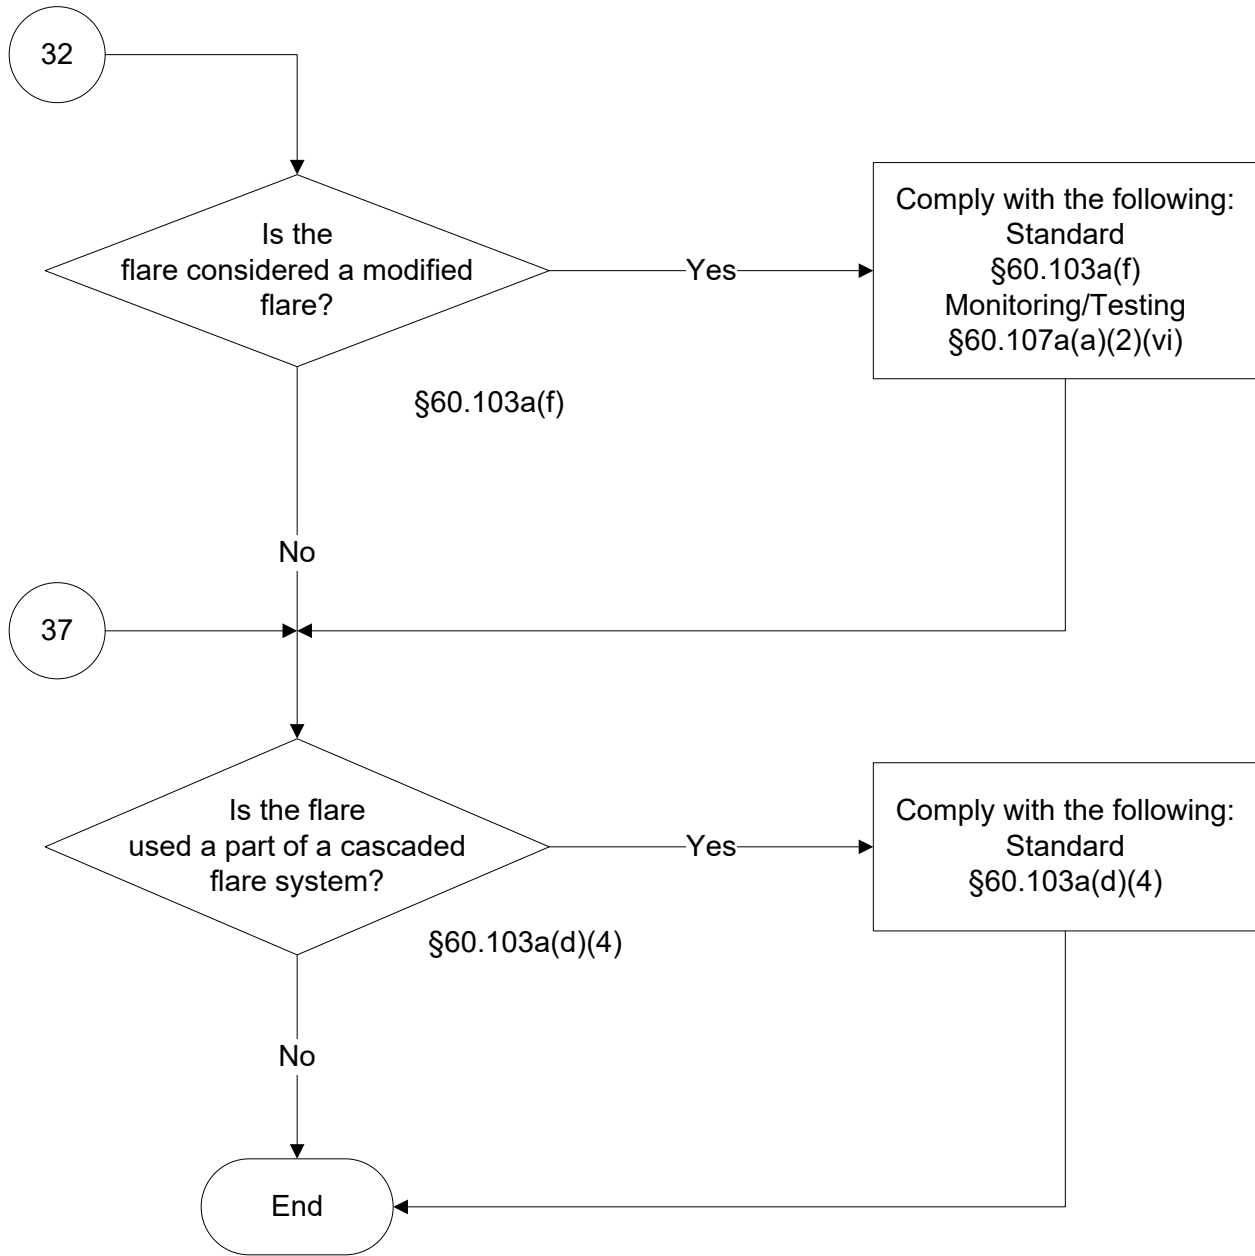 32
Is the
flare considered a modified
flare?
Yes
Comply with the following:
Standard
§60.103a(f)
Monitoring/Testing
§60.107a(a)(2)(vi)
§60.103a(f)
No
37
Is the flare
used a part of a cascaded
flare system?
Yes
Comply with the following:
Standard
§60.103a(d)(4)
§60.103a(d)(4)
No
End